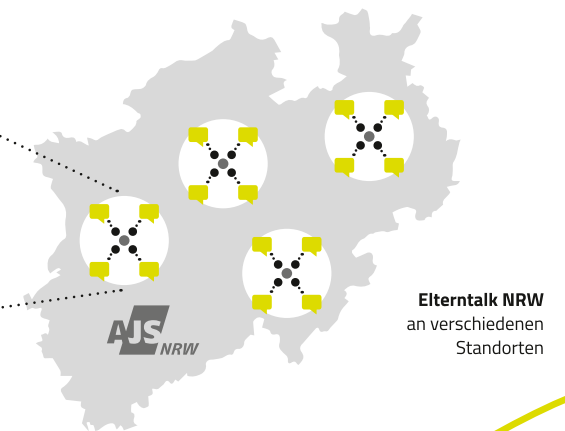 Elterntalk NRW
an verschiedenen
Standorten
AJS
NRW